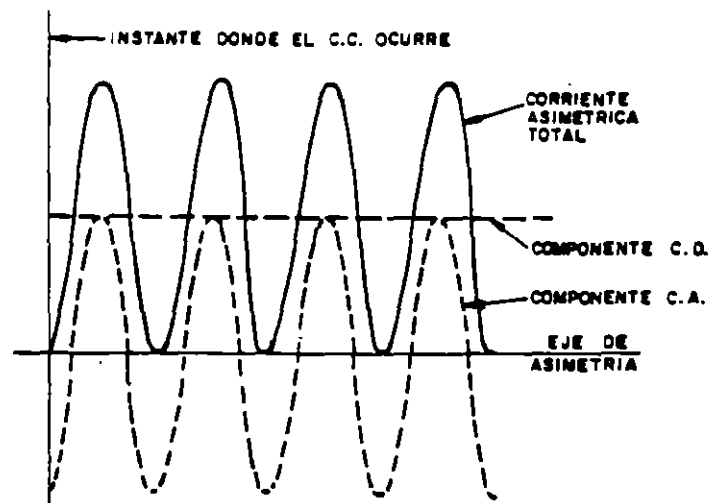 INSTANTE DONDE EL C.C. OCURRE
CORRIENTE
ASIMETRICA
TOTAL
COMPONENTE C.D.
COMPONENTE C.A.
EJE DE
ASIMETRIA